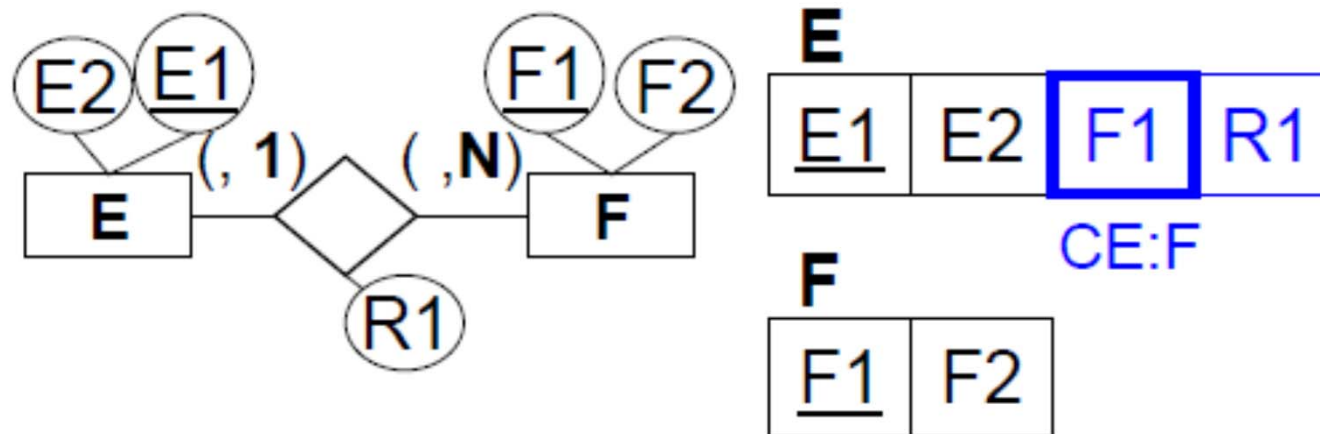 E2 E1 F1 F2
(, 1) ( ,N)
E F
R1
E
E1 E2 F1 R1
CE:F
F
F1 F2